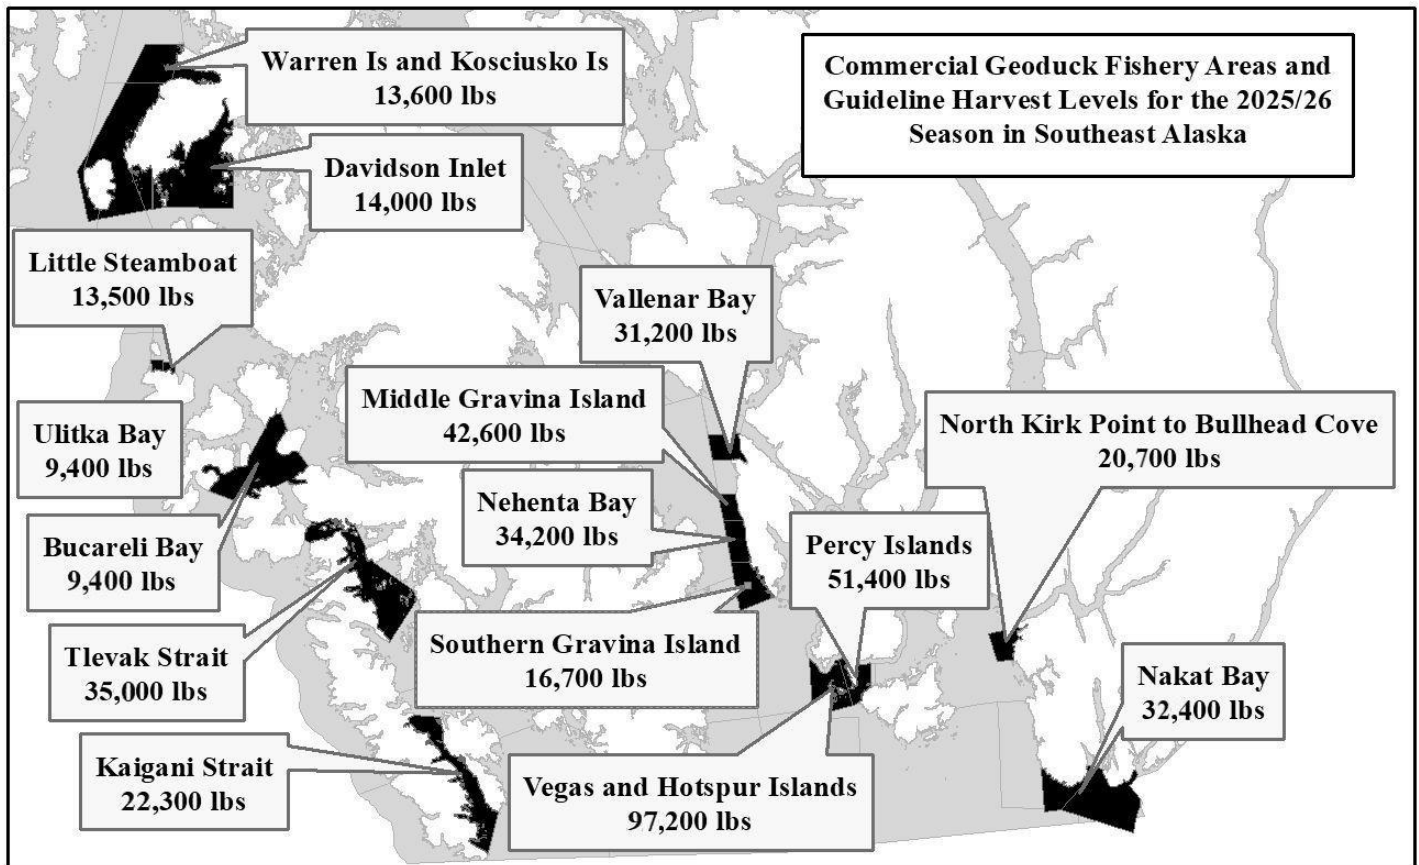 Warren Is and Kosciusko Is
13,600 lbs
Commercial Geoduck Fishery Areas and
Guideline Harvest Levels for the 2025/26
Season in Southeast Alaska
Davidson Inlet
14,000 lbs
Little Steamboat
13,500 lbs
Vallenar Bay
31,200 lbs
Middle Gravina Island
42,600 lbs
Ulitka Bay
9,400 lbs
North Kirk Point to Bullhead Cove
20,700 lbs
Nehenta Bay
34,200 lbs
Bucareli Bay
9,400 lbs
Percy Islands
51,400 lbs
Southern Gravina Island
16,700 lbs
Tlevak Strait
35,000 lbs
Nakat Bay
32,400 lbs
Kaigani Strait
22,300 lbs
Vegas and Hotspur Islands
97,200 lbs